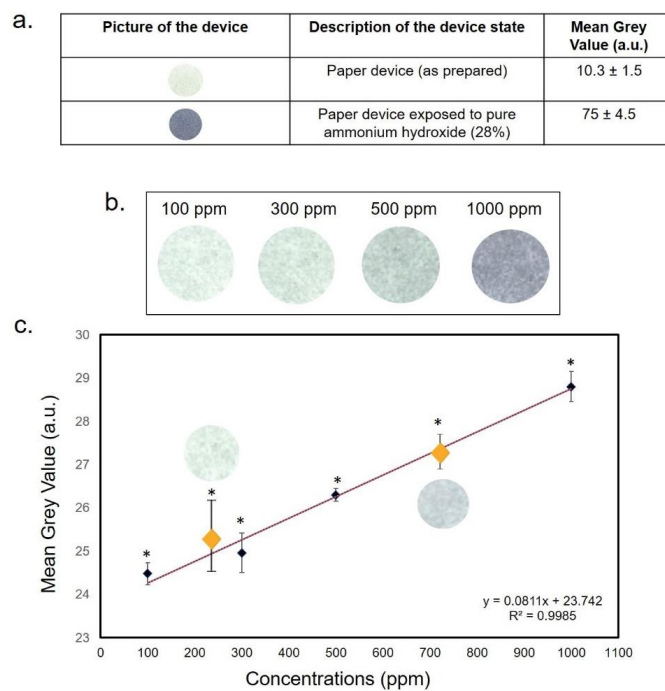 a.
Picture of the device Description of the device state Mean Grey
Value (a.u.)
Paper device (as prepared) 10.3 ± 1.5
Paper device exposed to pure
ammonium hydroxide (28%)
75 ± 4.5
b.
100 ppm 300 ppm 500 ppm 1000 ppm
c.
30
29
28
27
26
25
24
23
Mean Grey Value (a.u.)
* * * * * *
y = 0.0811x + 23.742
R² = 0.9985
0 100 200 300 400 500 600 700 800 900 1000 1100
Concentrations (ppm)